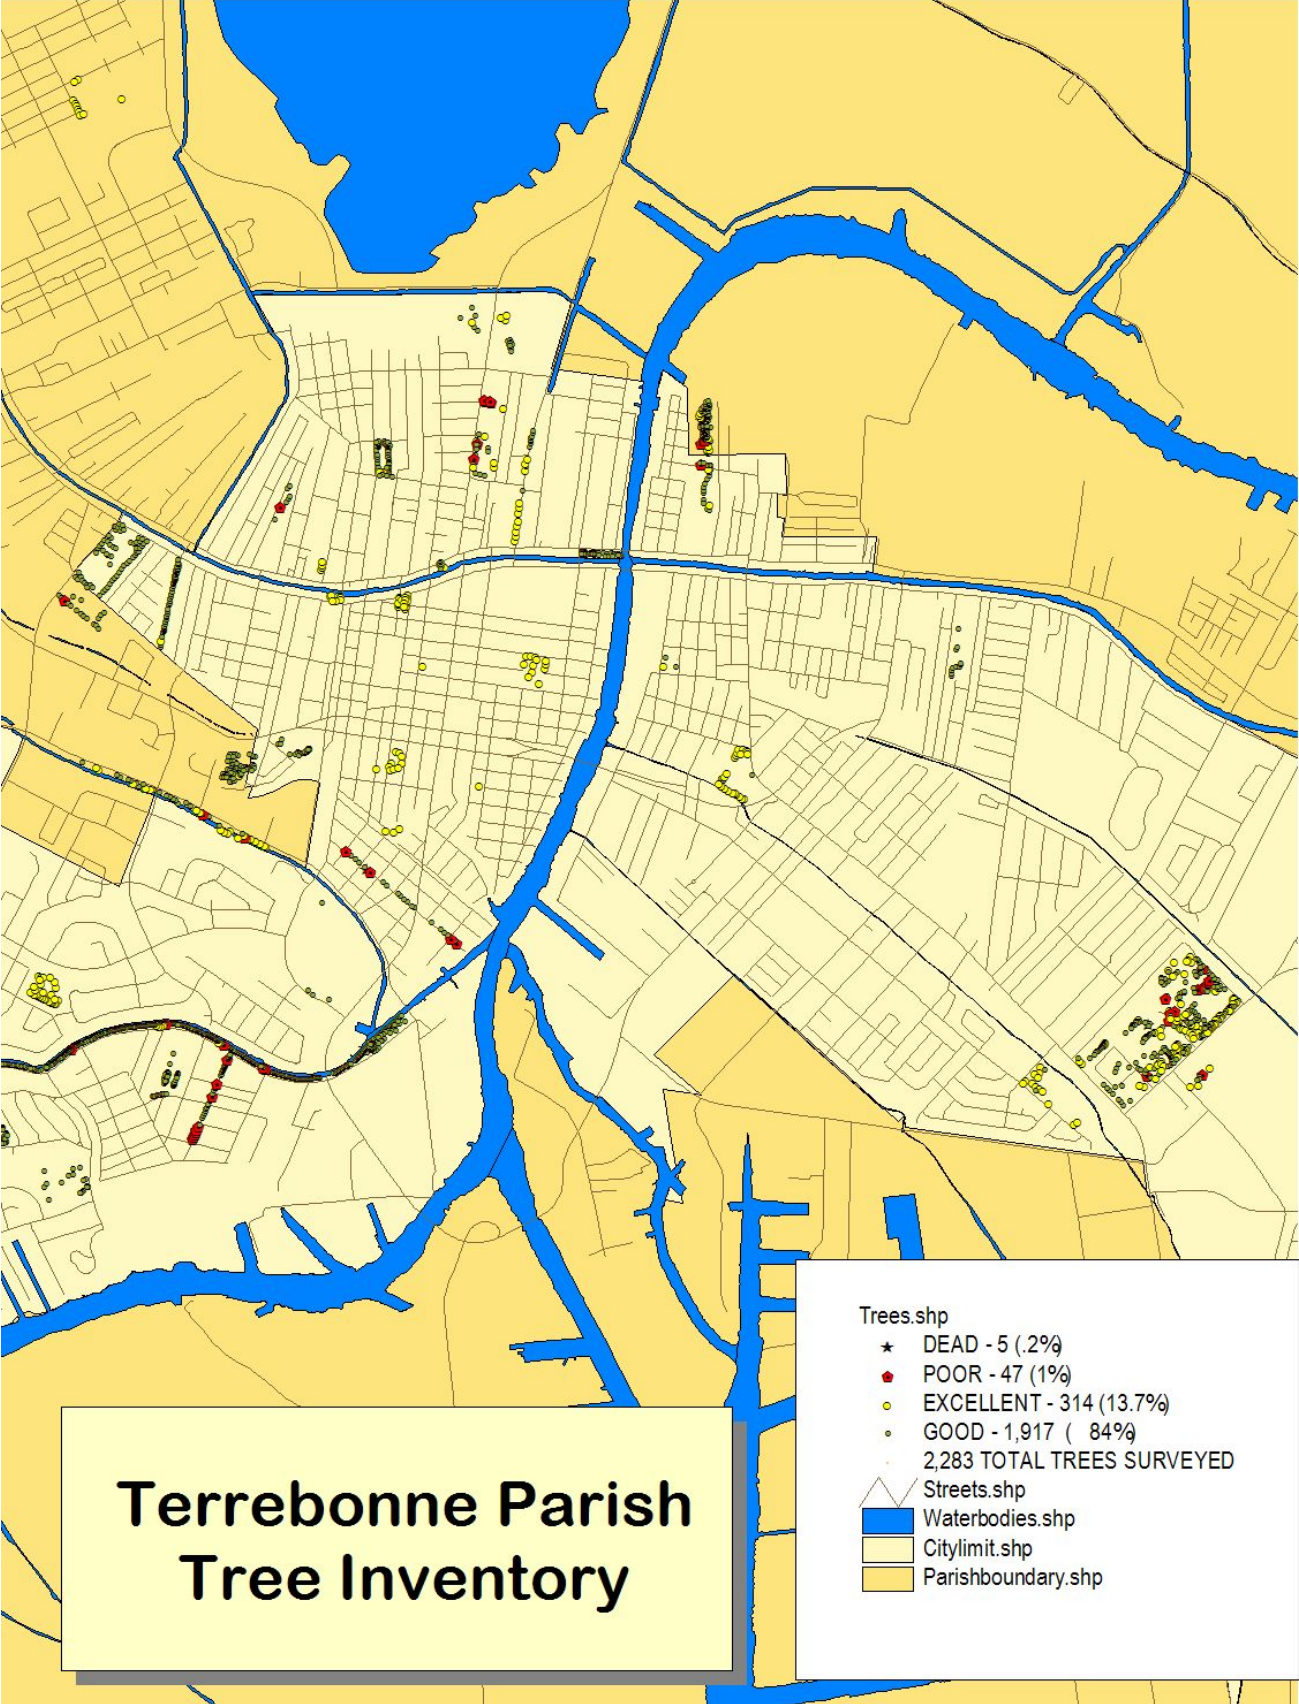 Trees.shp
DEAD - 5 (.2%)
POOR - 47 (1%)
EXCELLENT - 314 (13.7%)
GOOD - 1,917 ( 84%)
2,283 TOTAL TREES SURVEYED
Streets.shp
Waterbodies.shp
Citylimit.shp
Parishboundary.shp
Terrebonne Parish
Tree Inventory